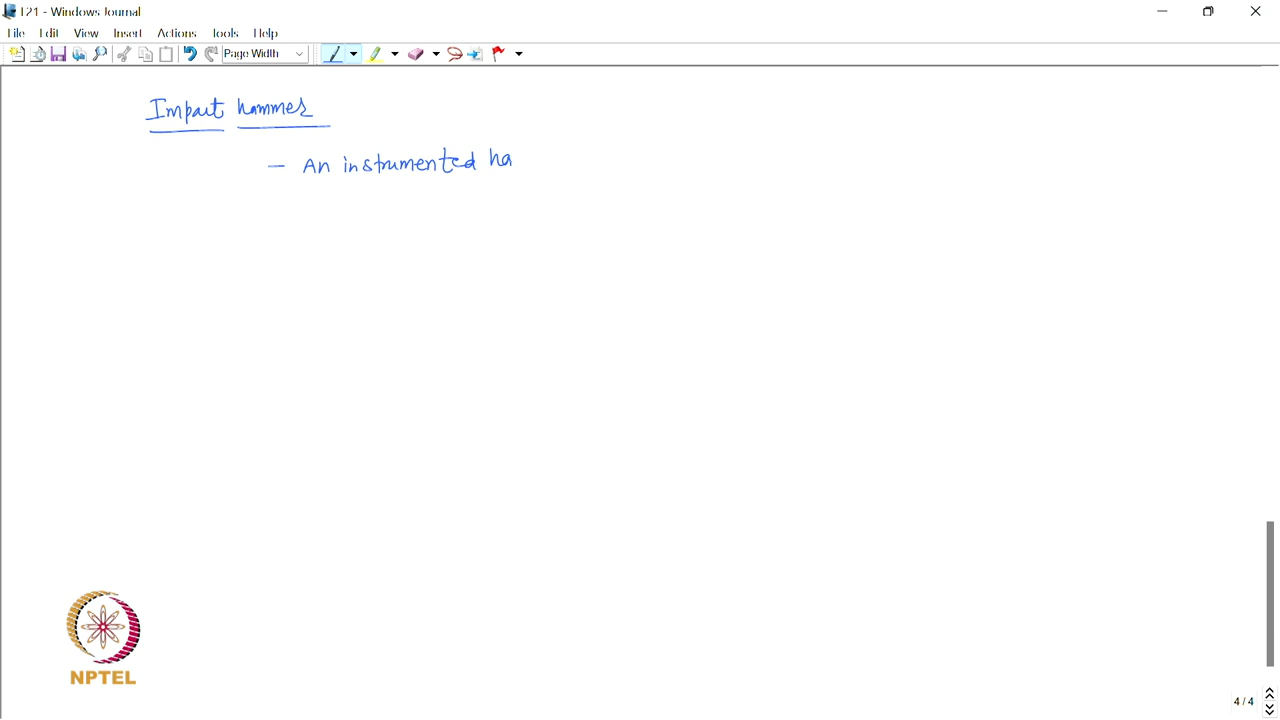 L21 - Windows Journal
File Edit View Insert Actions Tools Help
Page Width
Impact hammer
- An instrumented ha
NPTEL
4 / 4